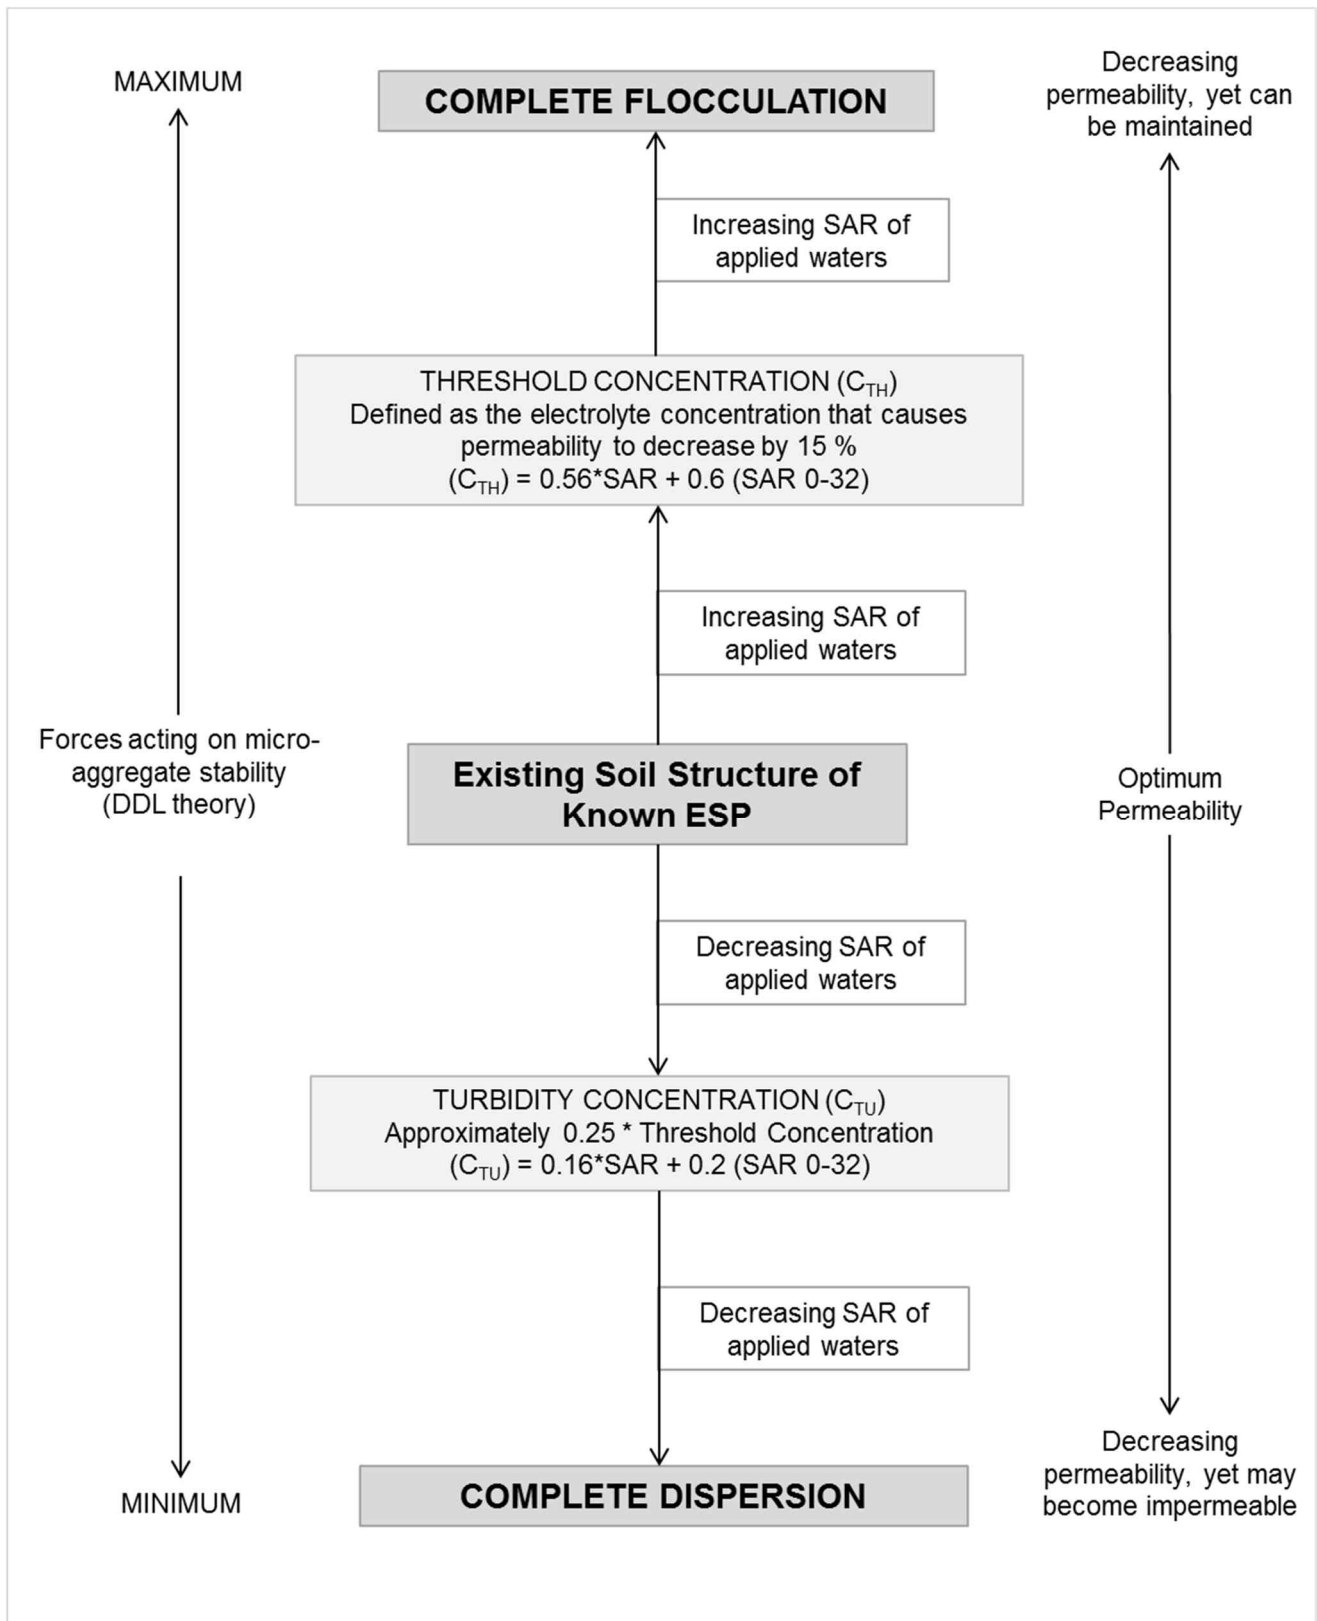 MAXIMUM
COMPLETE FLOCCULATION
Decreasing
permeability, yet can
be maintained
Increasing SAR of
applied waters
THRESHOLD CONCENTRATION (C_TH)
Defined as the electrolyte concentration that causes
permeability to decrease by 15 %
(C_TH) = 0.56*SAR + 0.6 (SAR 0-32)
Increasing SAR of
applied waters
Forces acting on micro-
aggregate stability
(DDL theory)
Existing Soil Structure of
Known ESP
Optimum
Permeability
Decreasing SAR of
applied waters
TURBIDITY CONCENTRATION (C_TU)
Approximately 0.25 * Threshold Concentration
(C_TU) = 0.16*SAR + 0.2 (SAR 0-32)
Decreasing SAR of
applied waters
MINIMUM
COMPLETE DISPERSION
Decreasing
permeability, yet may
become impermeable